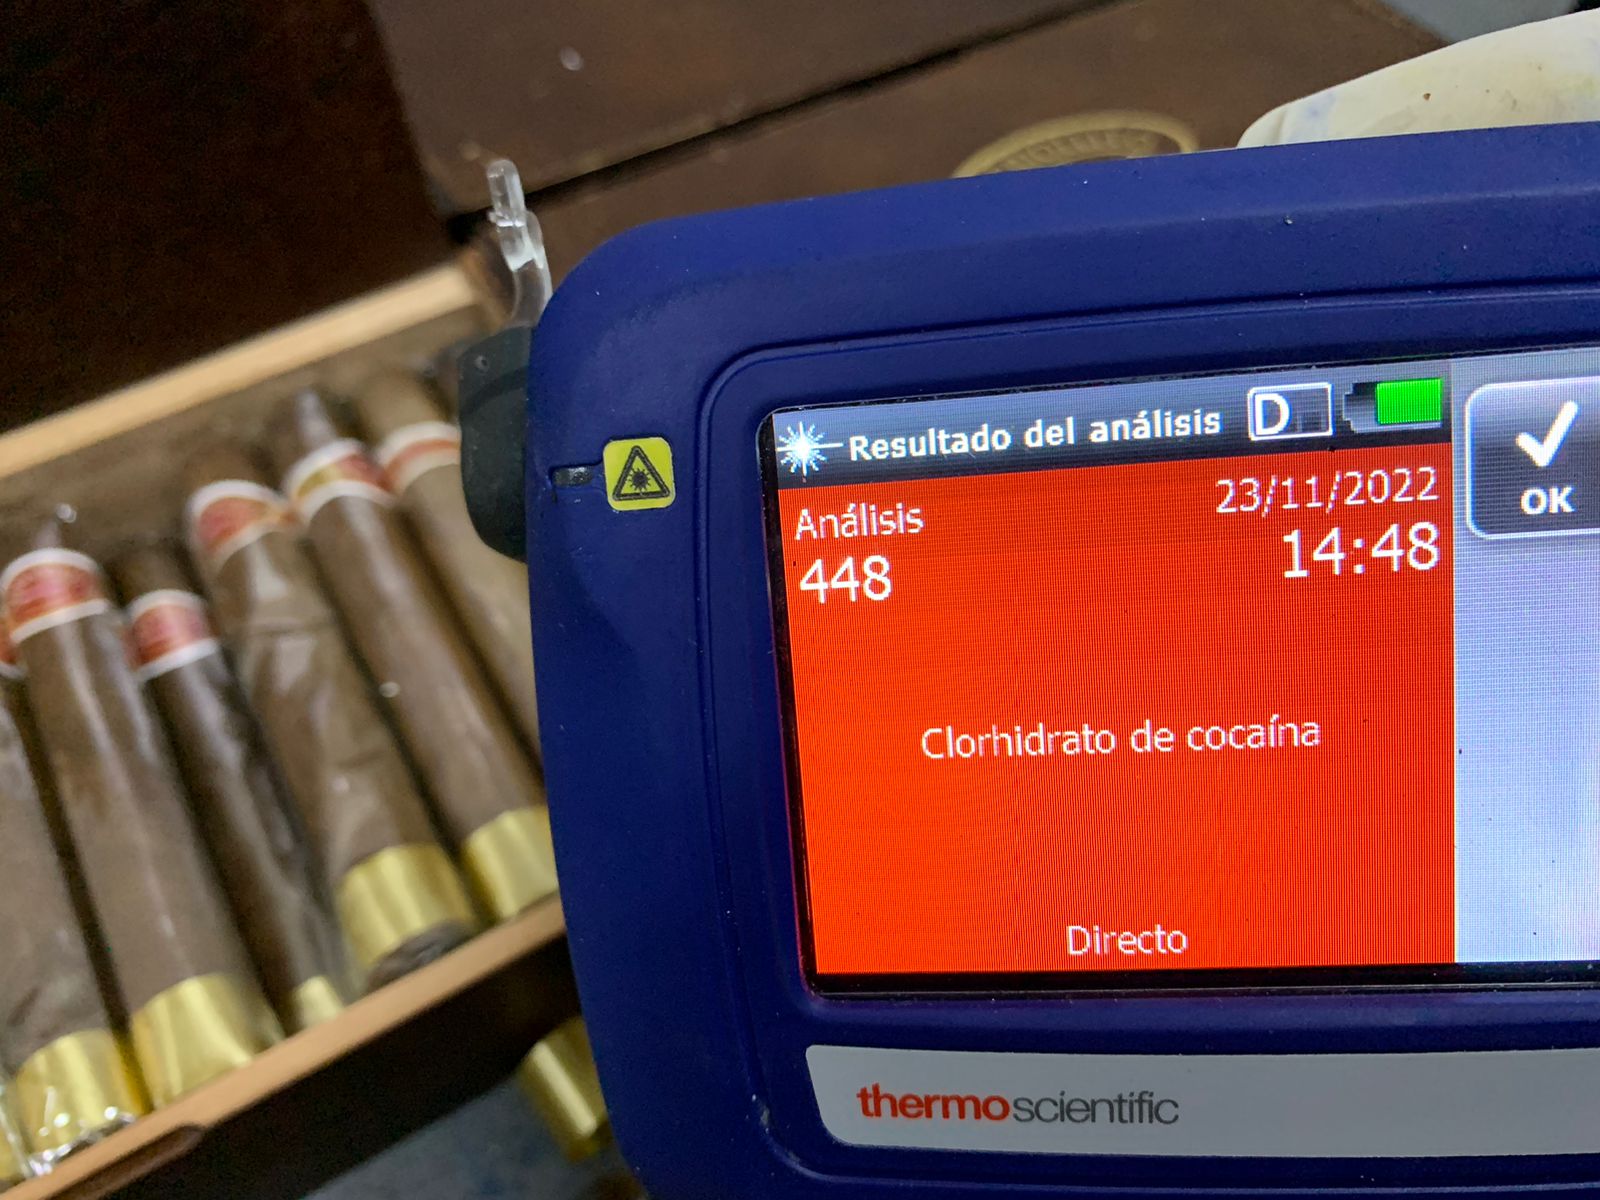 Resultado del análisis D
OK
Análisis 23/11/2022
448 14:48
Clorhidrato de cocaína
Directo
thermoscientific